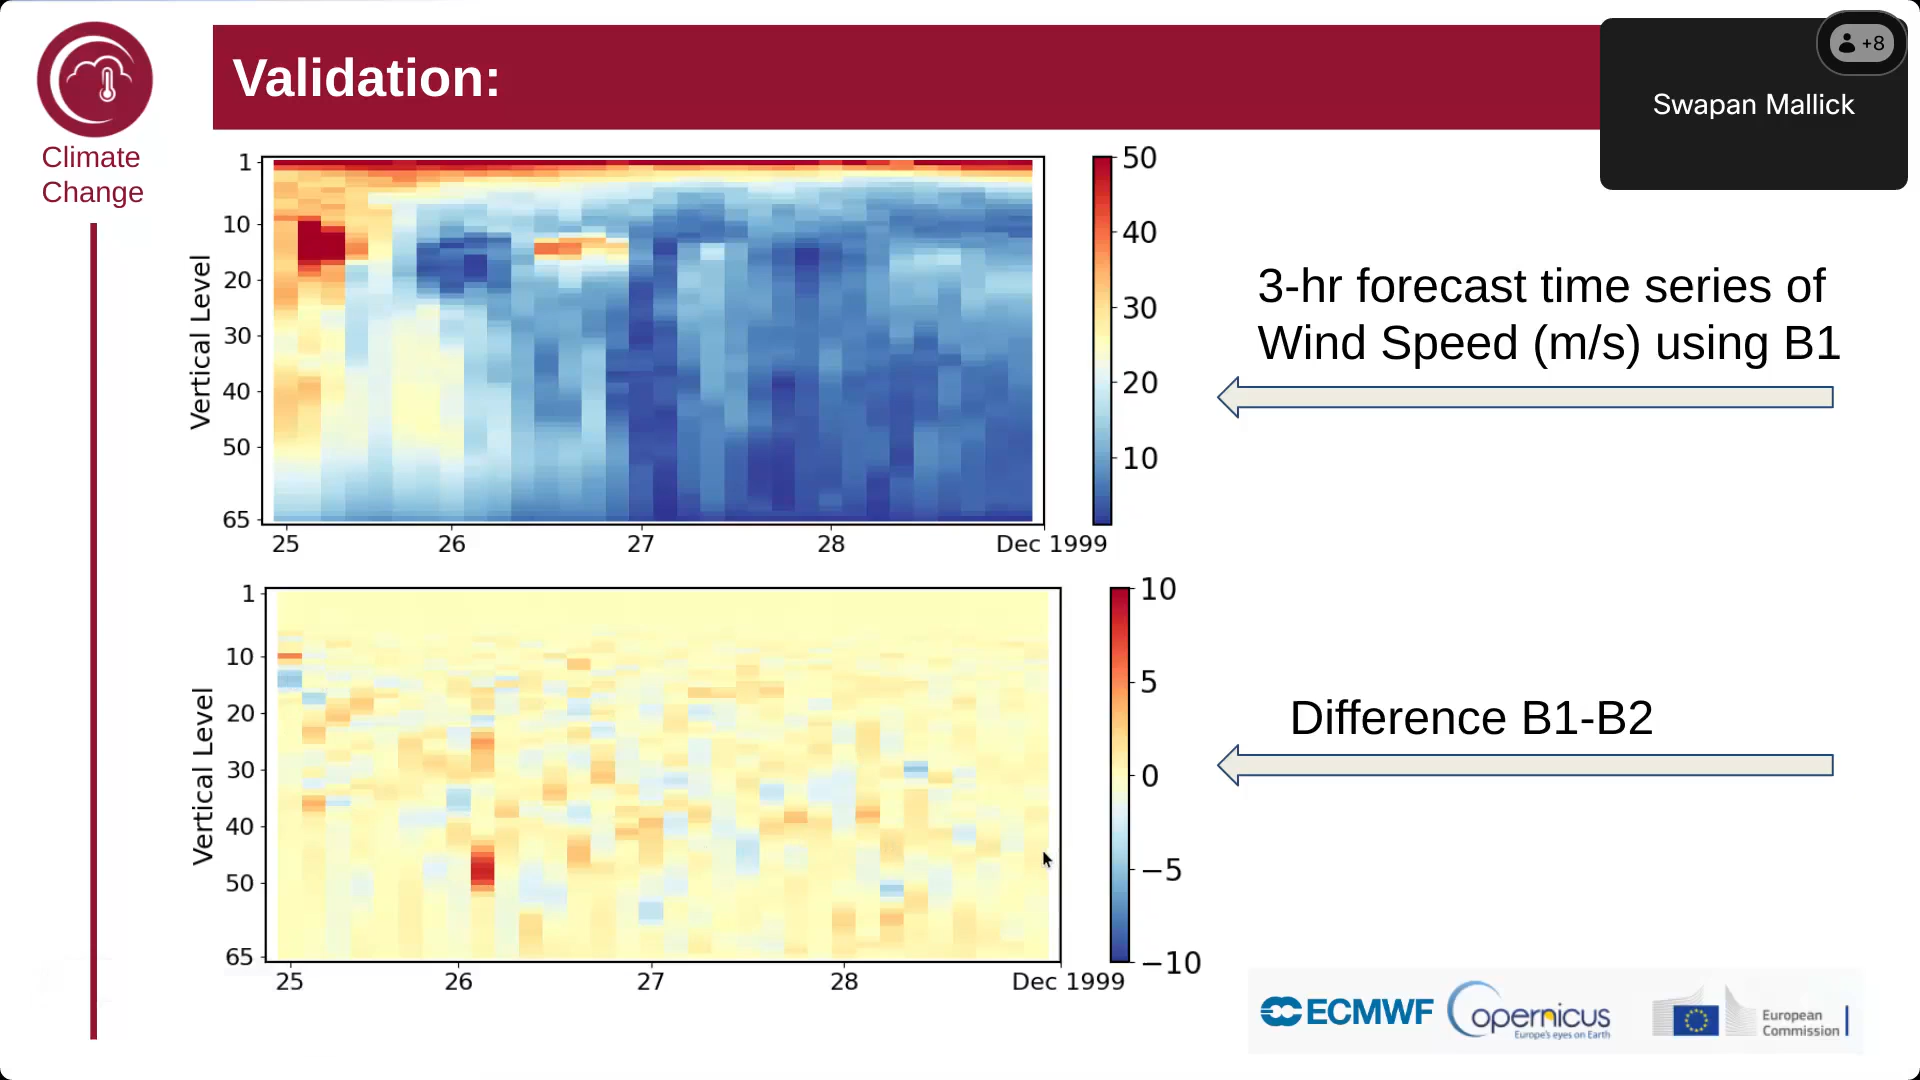 Validation:
+8
Swapan Mallick
Climate
Change
1
10
20
30
40
50
65
Vertical Level
25
26
27
28
Dec 1999
50
40
30
20
10
3-hr forecast time series of
Wind Speed (m/s) using B1
1
10
20
30
40
50
65
Vertical Level
25
26
27
28
Dec 1999
10
5
0
−5
−10
Difference B1-B2
ECMWF
opernicus
Europe's eyes on Earth
European
Commission